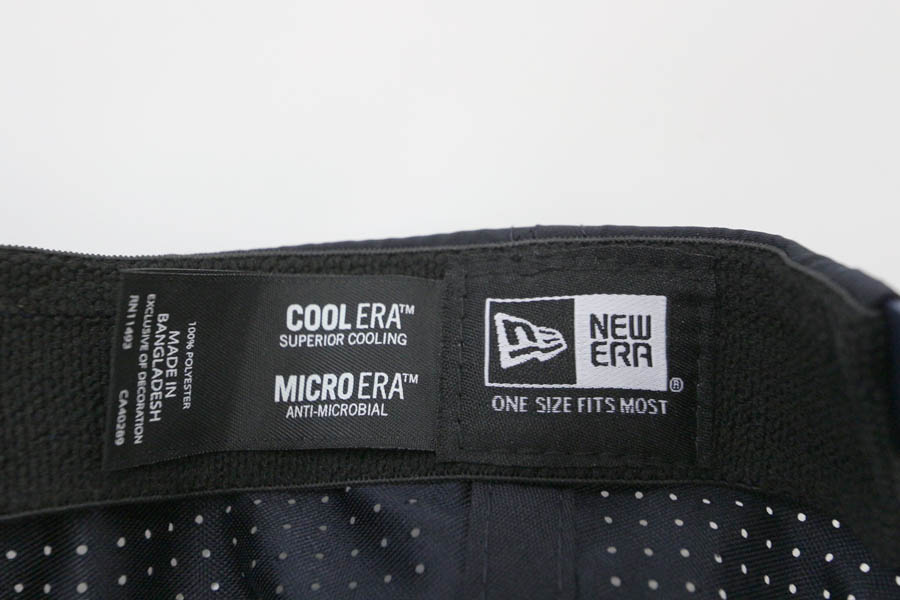 100% POLYESTER
MADE IN
BANGLADESH
EXCLUSIVE OF DECORATION
RN11493 CA40289
COOL ERA™
SUPERIOR COOLING
MICRO ERA™
ANTI-MICROBIAL
NEW
ERA®
ONE SIZE FITS MOST